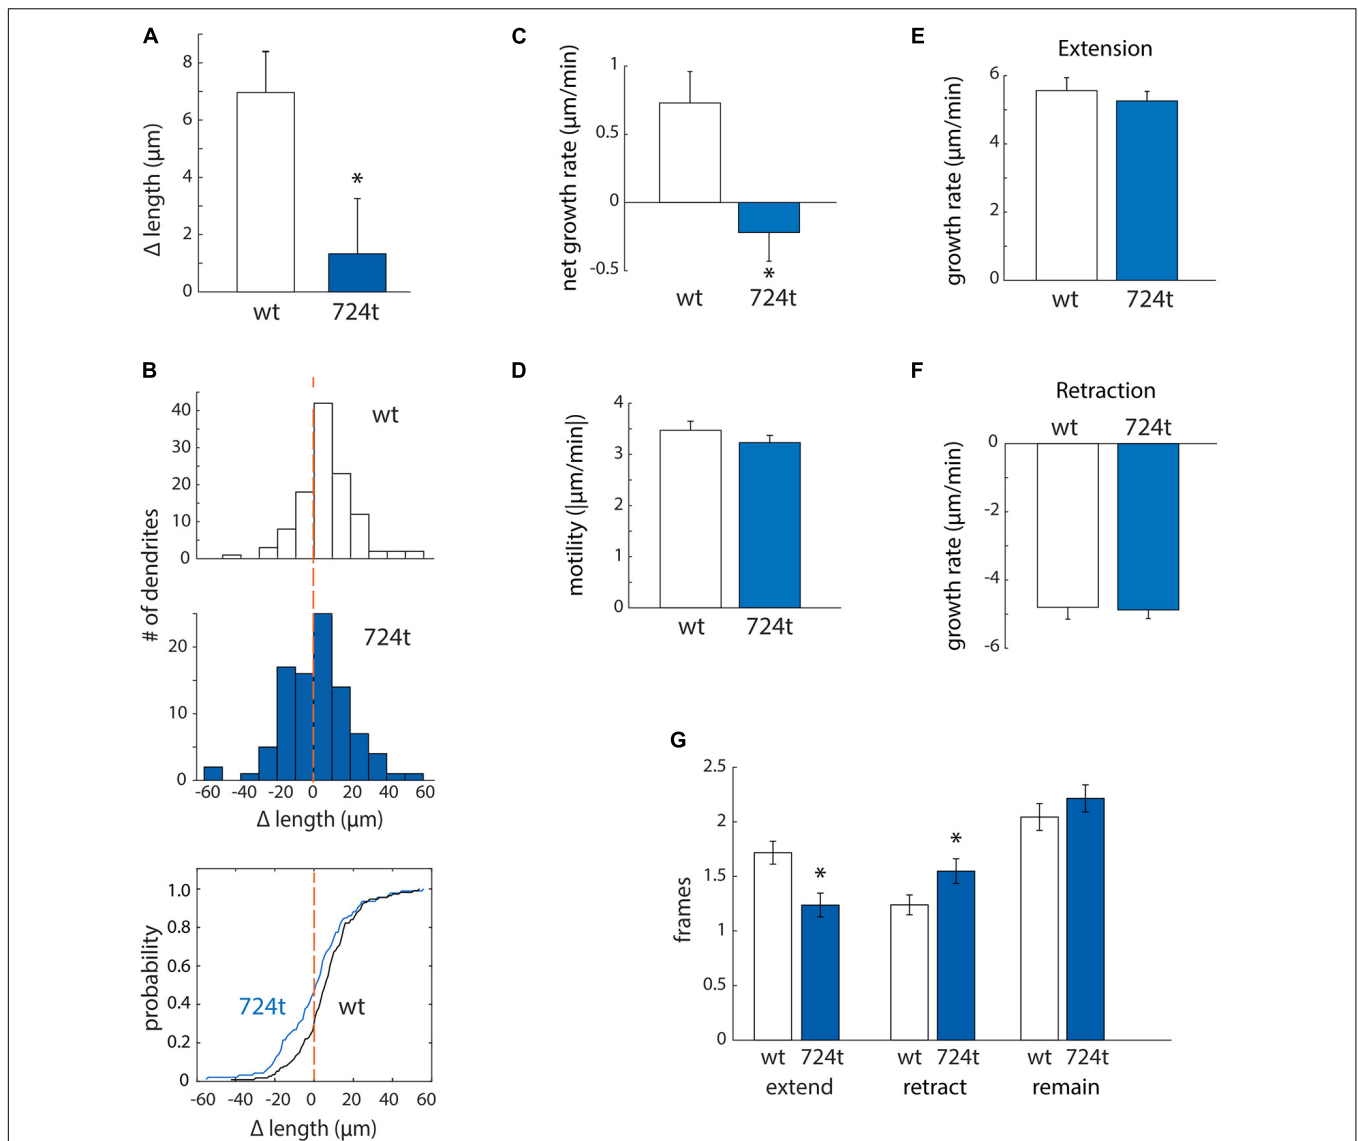 A
8
6
4
2
0
Δ length (μm)
*
wt 724t
B
40
30
20
10
0
wt
# of dendrites
20
10
0
724t
-60 -40 -20 0 20 40 60
Δ length (μm)
1.0
0.8
0.6
0.4
0.2
0
probability
724t wt
-60 -40 -20 0 20 40 60
Δ length (μm)
C
1
0.5
0
-0.5
net growth rate (μm/min)
*
wt 724t
D
4
3
2
1
0
motility (|μm/min|)
wt 724t
E
Extension
6
4
2
0
growth rate (μm/min)
wt 724t
F
Retraction
wt 724t
0
-2
-4
-6
growth rate (μm/min)
G
2.5
2
1.5
1
0.5
0
frames
*
*
wt 724t wt 724t wt 724t
extend retract remain